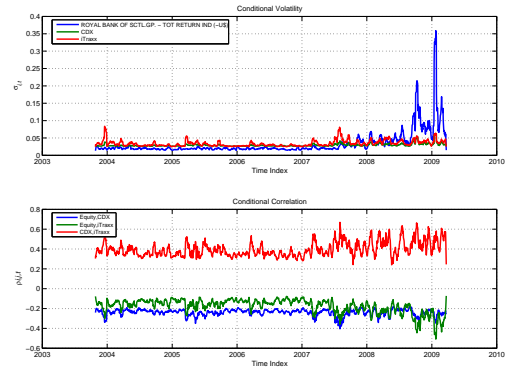 Conditional Volatility
ROYAL BANK OF SCTL.GP. - TOT RETURN IND (~U$)
CDX
iTraxx
σi,t
0.4
0.35
0.3
0.25
0.2
0.15
0.1
0.05
0
2003 2004 2005 2006 2007 2008 2009 2010
Time Index
Conditional Correlation
Equity,CDX
Equity,iTraxx
CDX,iTraxx
ρi,j,t
0.8
0.6
0.4
0.2
0
−0.2
−0.4
−0.6
2003 2004 2005 2006 2007 2008 2009 2010
Time Index